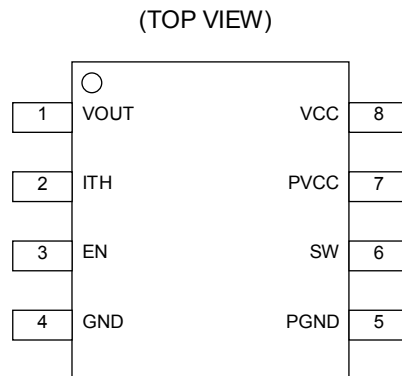 (TOP VIEW)
1 VOUT VCC 8
2 ITH PVCC 7
3 EN SW 6
4 GND PGND 5